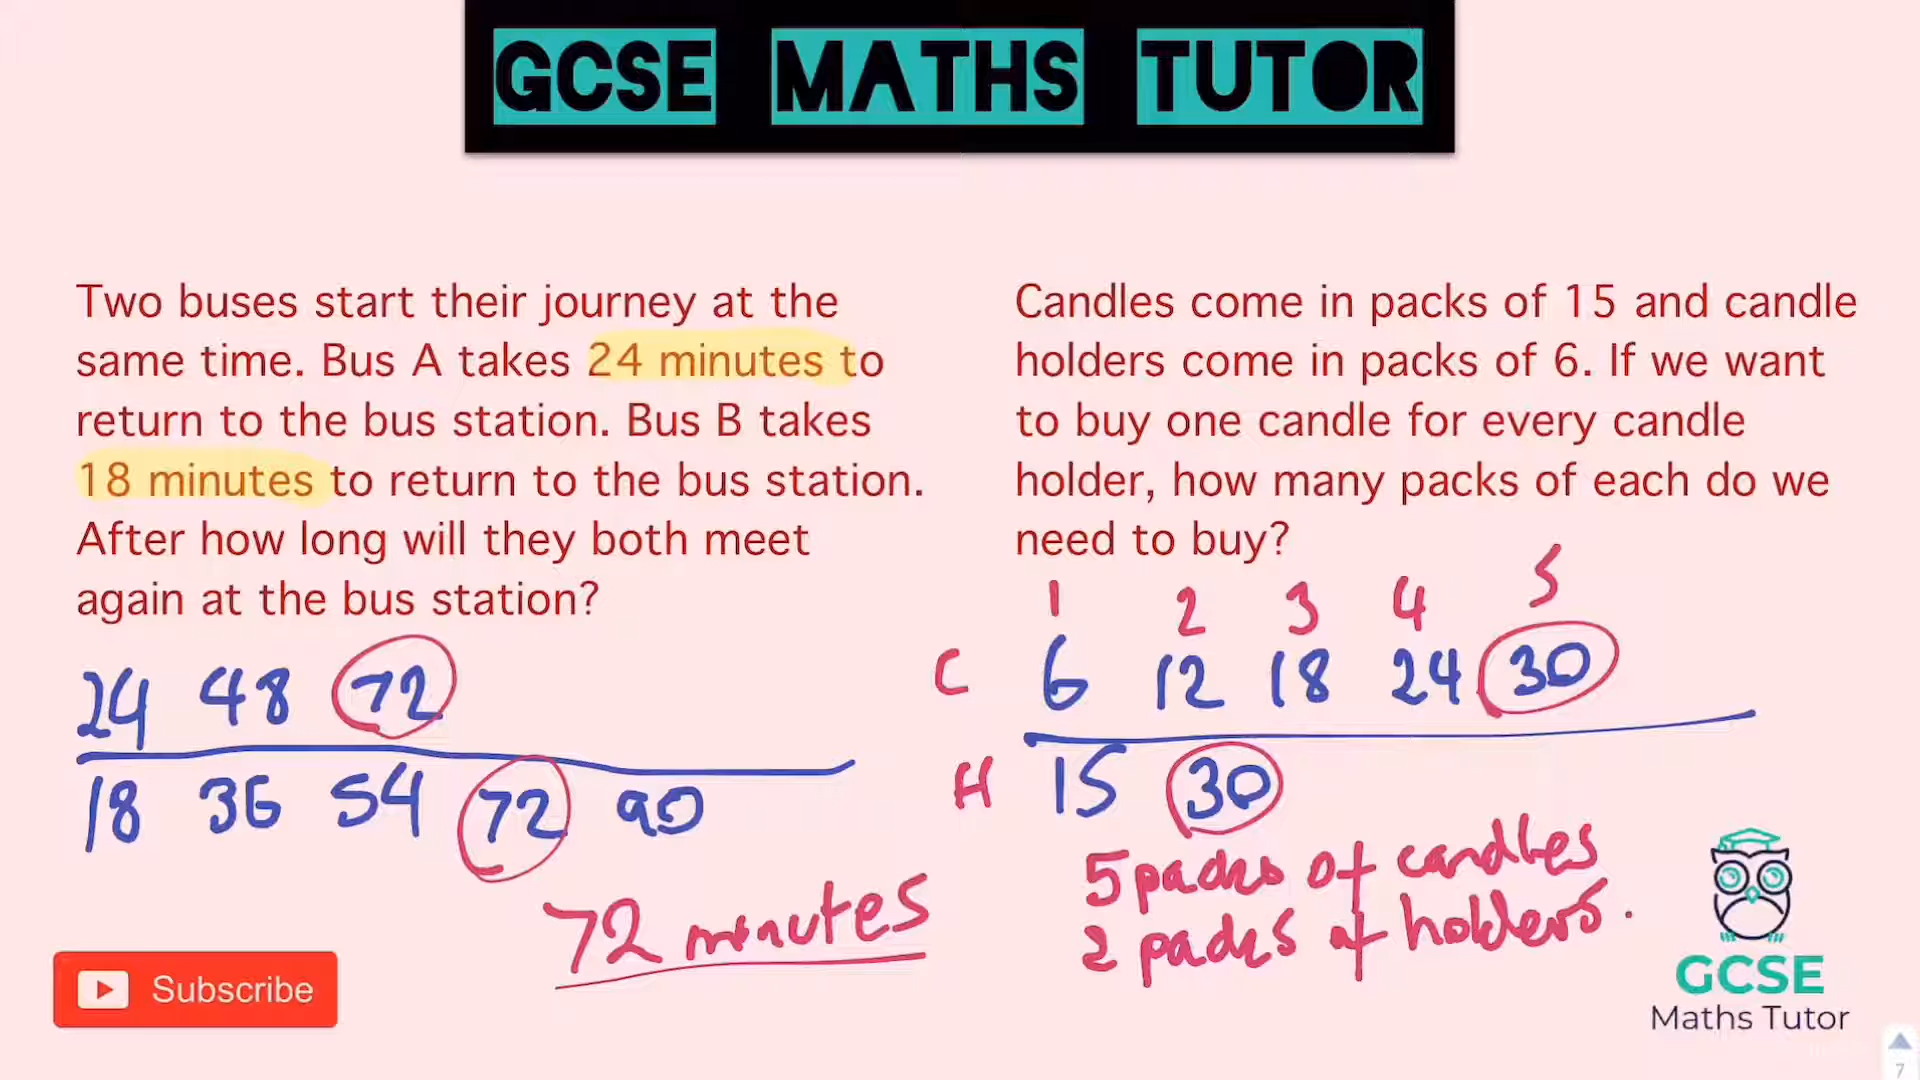 GCSE MATHS TUTOR
Two buses start their journey at the
same time. Bus A takes 24 minutes to
return to the bus station. Bus B takes
18 minutes to return to the bus station.
After how long will they both meet
again at the bus station?
24 48 72
18 36 54 72 90
72 minutes
Candles come in packs of 15 and candle
holders come in packs of 6. If we want
to buy one candle for every candle
holder, how many packs of each do we
need to buy?
1 2 3 4 5
C 6 12 18 24 30
H 15 30
5 packs of candles
2 packs of holders.
Subscribe
GCSE
Maths Tutor
7